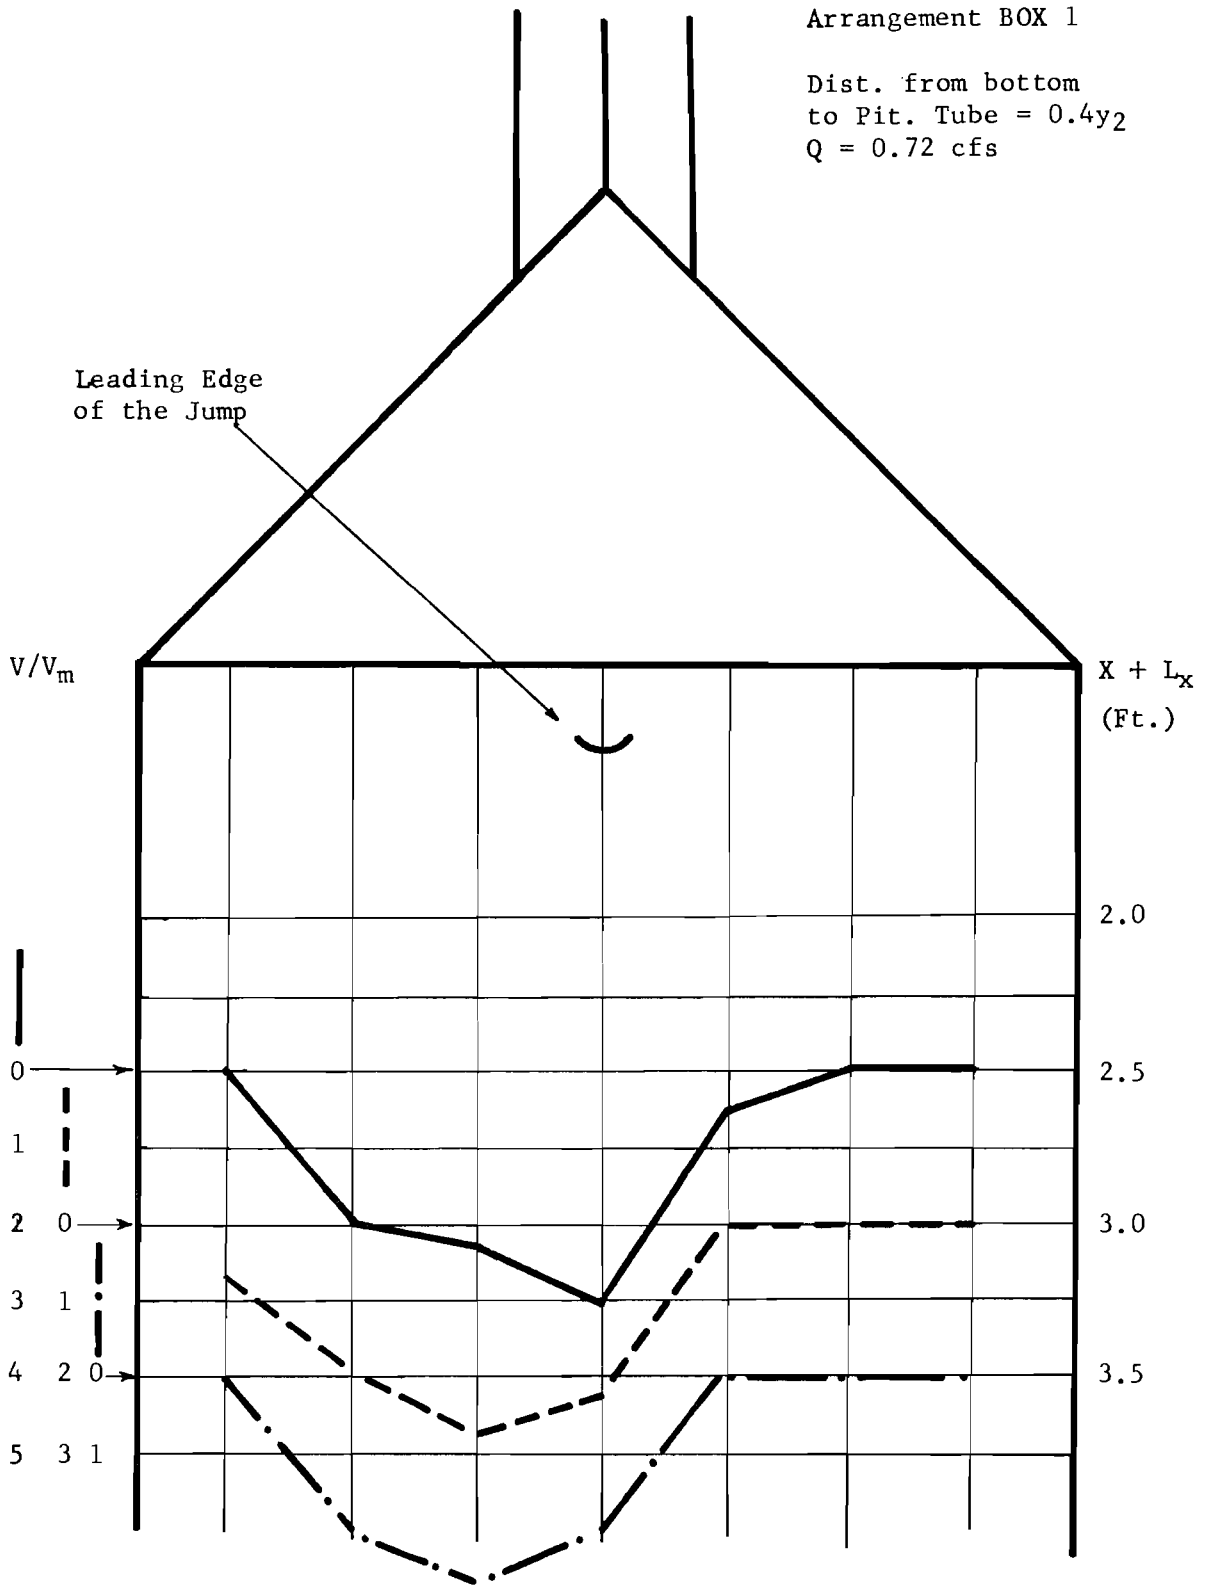 Arrangement BOX 1
Dist. from bottom
to Pit. Tube = 0.4y2
Q = 0.72 cfs
Leading Edge
of the Jump
V/Vm
X + Lx
(Ft.)
2.0
0
2.5
1
2 0
3.0
3 1
4 2 0
3.5
5 3 1